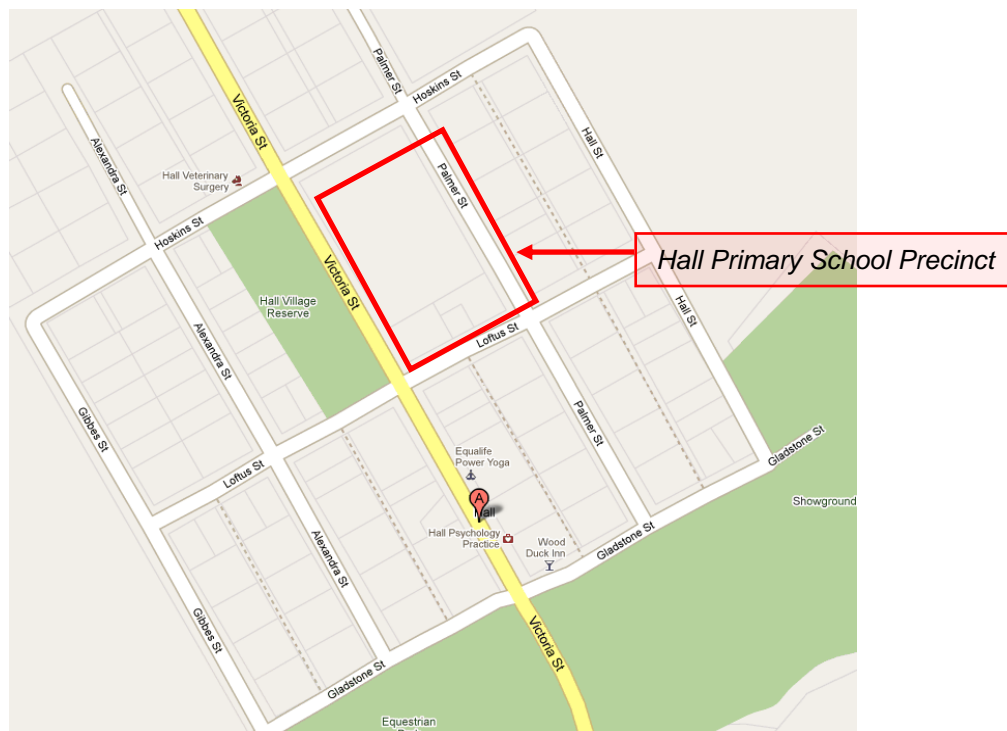 Palmer St
Hoskins St
Victoria St
Hall St
Alexandra St
Hall Veterinary
Surgery
Palmer St
Hoskins St
Hall Primary School Precinct
Victoria St
Hall Village
Reserve
Hall St
Loftus St
Alexandra St
Gibbes St
Palmer St
Gladstone St
Equalife
Power Yoga
Loftus St
A
Hall
Showground
Hall Psychology
Practice
Wood
Duck Inn
Gladstone St
Alexandra St
Gibbes St
Victoria St
Gladstone St
Equestrian